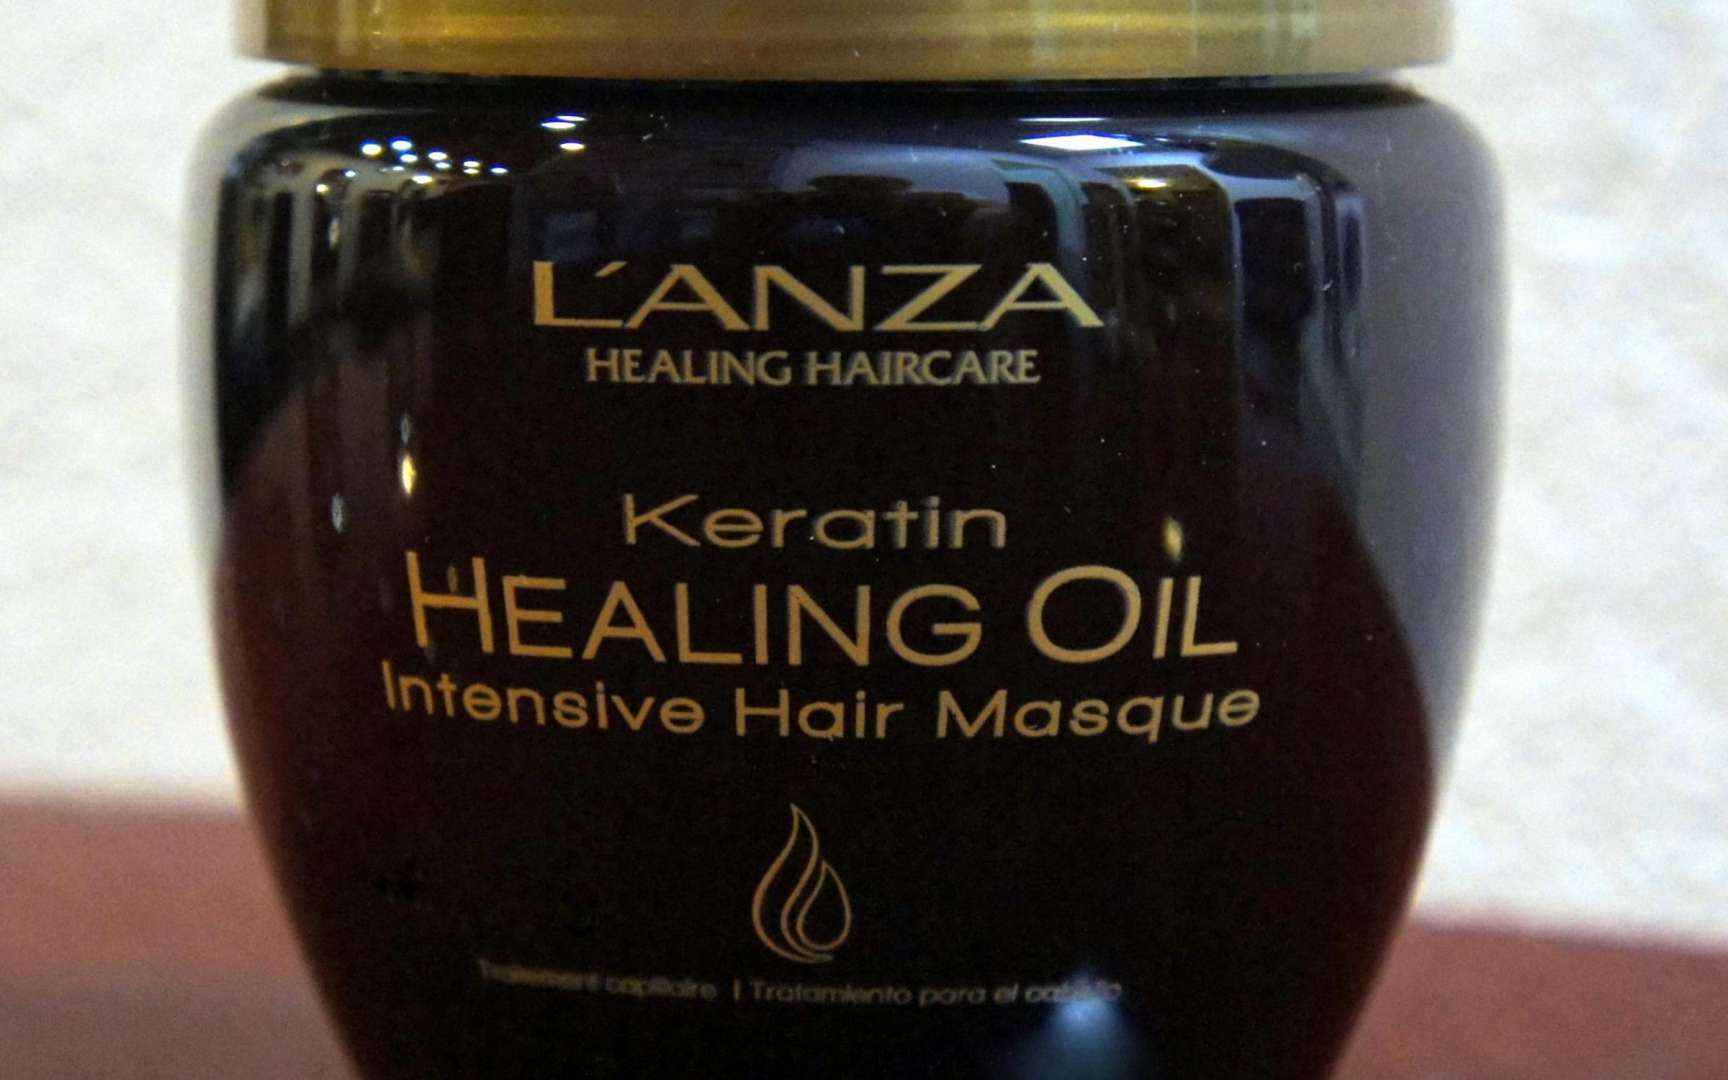 L'ANZA
HEALING HAIRCARE
Keratin
HEALING OIL
Intensive Hair Masque
Traitement capillaire | Tratamiento para el cabello